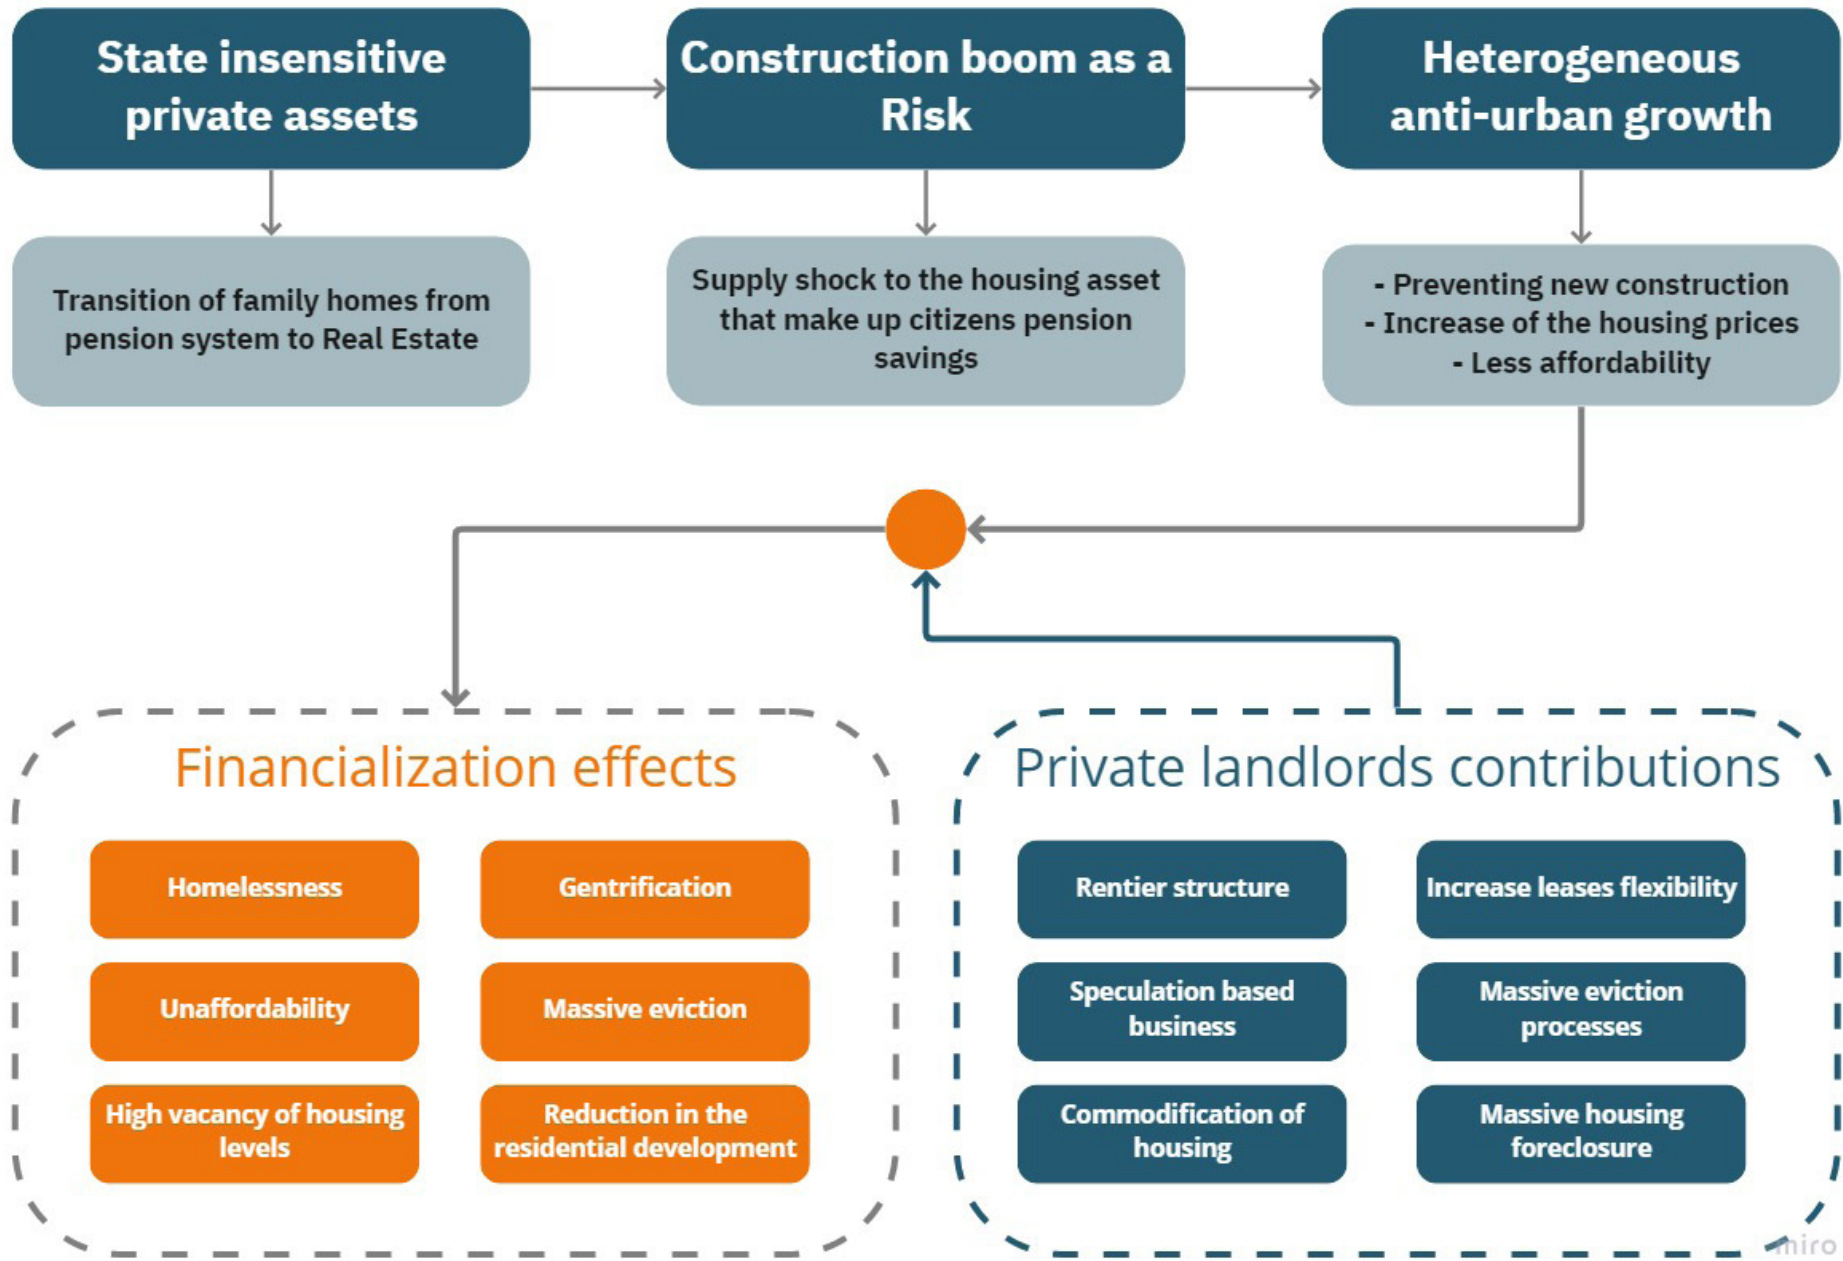 State insensitive
private assets
Construction boom as a
Risk
Heterogeneous
anti-urban growth
Transition of family homes from
pension system to Real Estate
Supply shock to the housing asset
that make up citizens pension
savings
- Preventing new construction
- Increase of the housing prices
- Less affordability
Financialization effects
Homelessness
Gentrification
Unaffordability
Massive eviction
High vacancy of housing
levels
Reduction in the
residential development
Private landlords contributions
Rentier structure
Increase leases flexibility
Speculation based
business
Massive eviction
processes
Commodification of
housing
Massive housing
foreclosure
miro